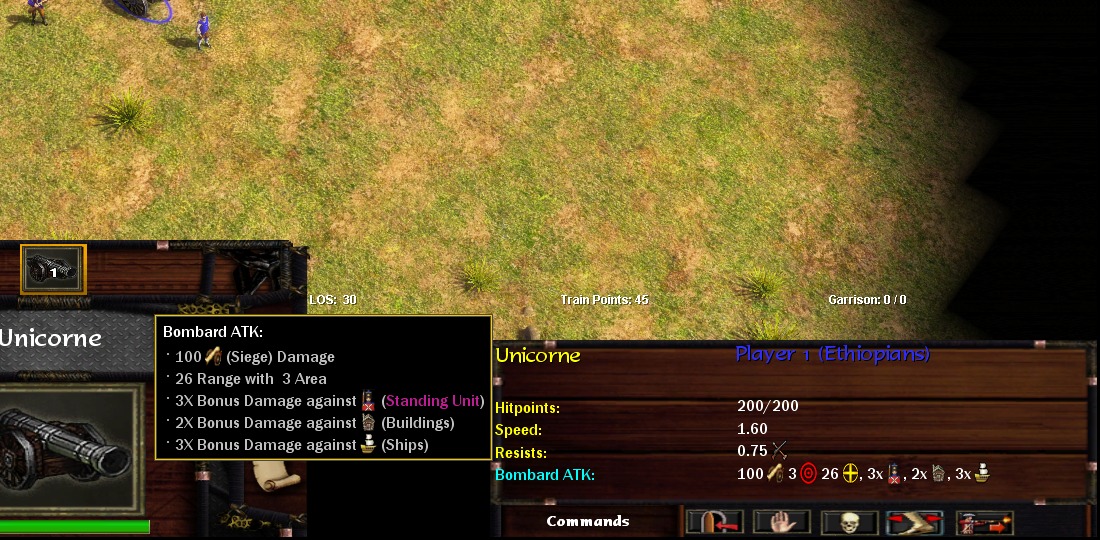 1
LOS: 30
Train Points: 45
Garrison: 0 / 0
Unicorne
Bombard ATK:
· 100 (Siege) Damage
· 26 Range with 3 Area
· 3X Bonus Damage against (Standing Unit)
· 2X Bonus Damage against (Buildings)
· 3X Bonus Damage against (Ships)
Unicorne Player 1 (Ethiopians)
Hitpoints: 200/200
Speed: 1.60
Resists: 0.75
Bombard ATK: 100 3 26 , 3x , 2x , 3x
Commands